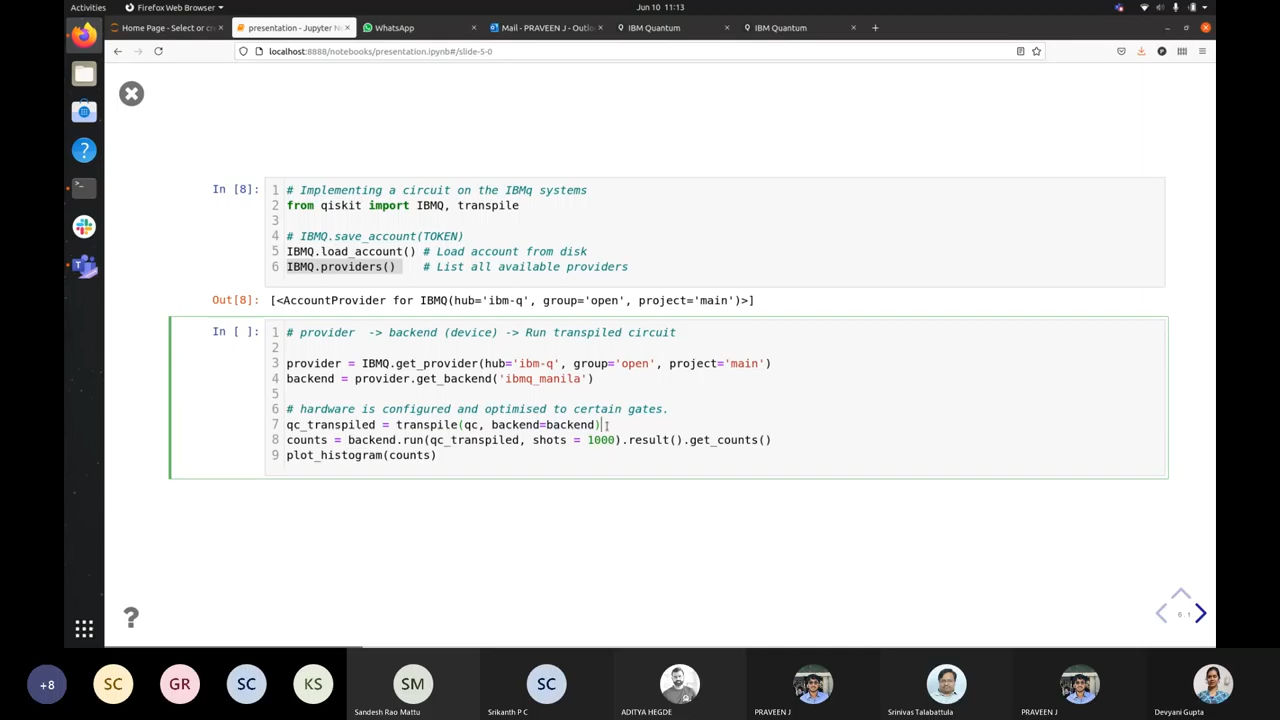 Activities
Firefox Web Browser
Jun 10 11:13
Home Page - Select or cr
presentation - Jupyter N
WhatsApp
Mail - PRAVEEN J - Outlo
IBM Quantum
IBM Quantum
localhost:8888/notebooks/presentation.ipynb#/slide-5-0
In [8]:
1 # Implementing a circuit on the IBMq systems
2 from qiskit import IBMQ, transpile
3
4 # IBMQ.save_account(TOKEN)
5 IBMQ.load_account() # Load account from disk
6 IBMQ.providers() # List all available providers
Out[8]: [<AccountProvider for IBMQ(hub='ibm-q', group='open', project='main')>]
In [ ]:
1 # provider -> backend (device) -> Run transpiled circuit
2
3 provider = IBMQ.get_provider(hub='ibm-q', group='open', project='main')
4 backend = provider.get_backend('ibmq_manila')
5
6 # hardware is configured and optimised to certain gates.
7 qc_transpiled = transpile(qc, backend=backend)
8 counts = backend.run(qc_transpiled, shots = 1000).result().get_counts()
9 plot_histogram(counts)
?
6.1
+8
SC
GR
SC
KS
SM
SC
Sandesh Rao Mattu
Srikanth P C
ADITYA HEGDE
PRAVEEN J
Srinivas Talabattula
PRAVEEN J
Devyani Gupta